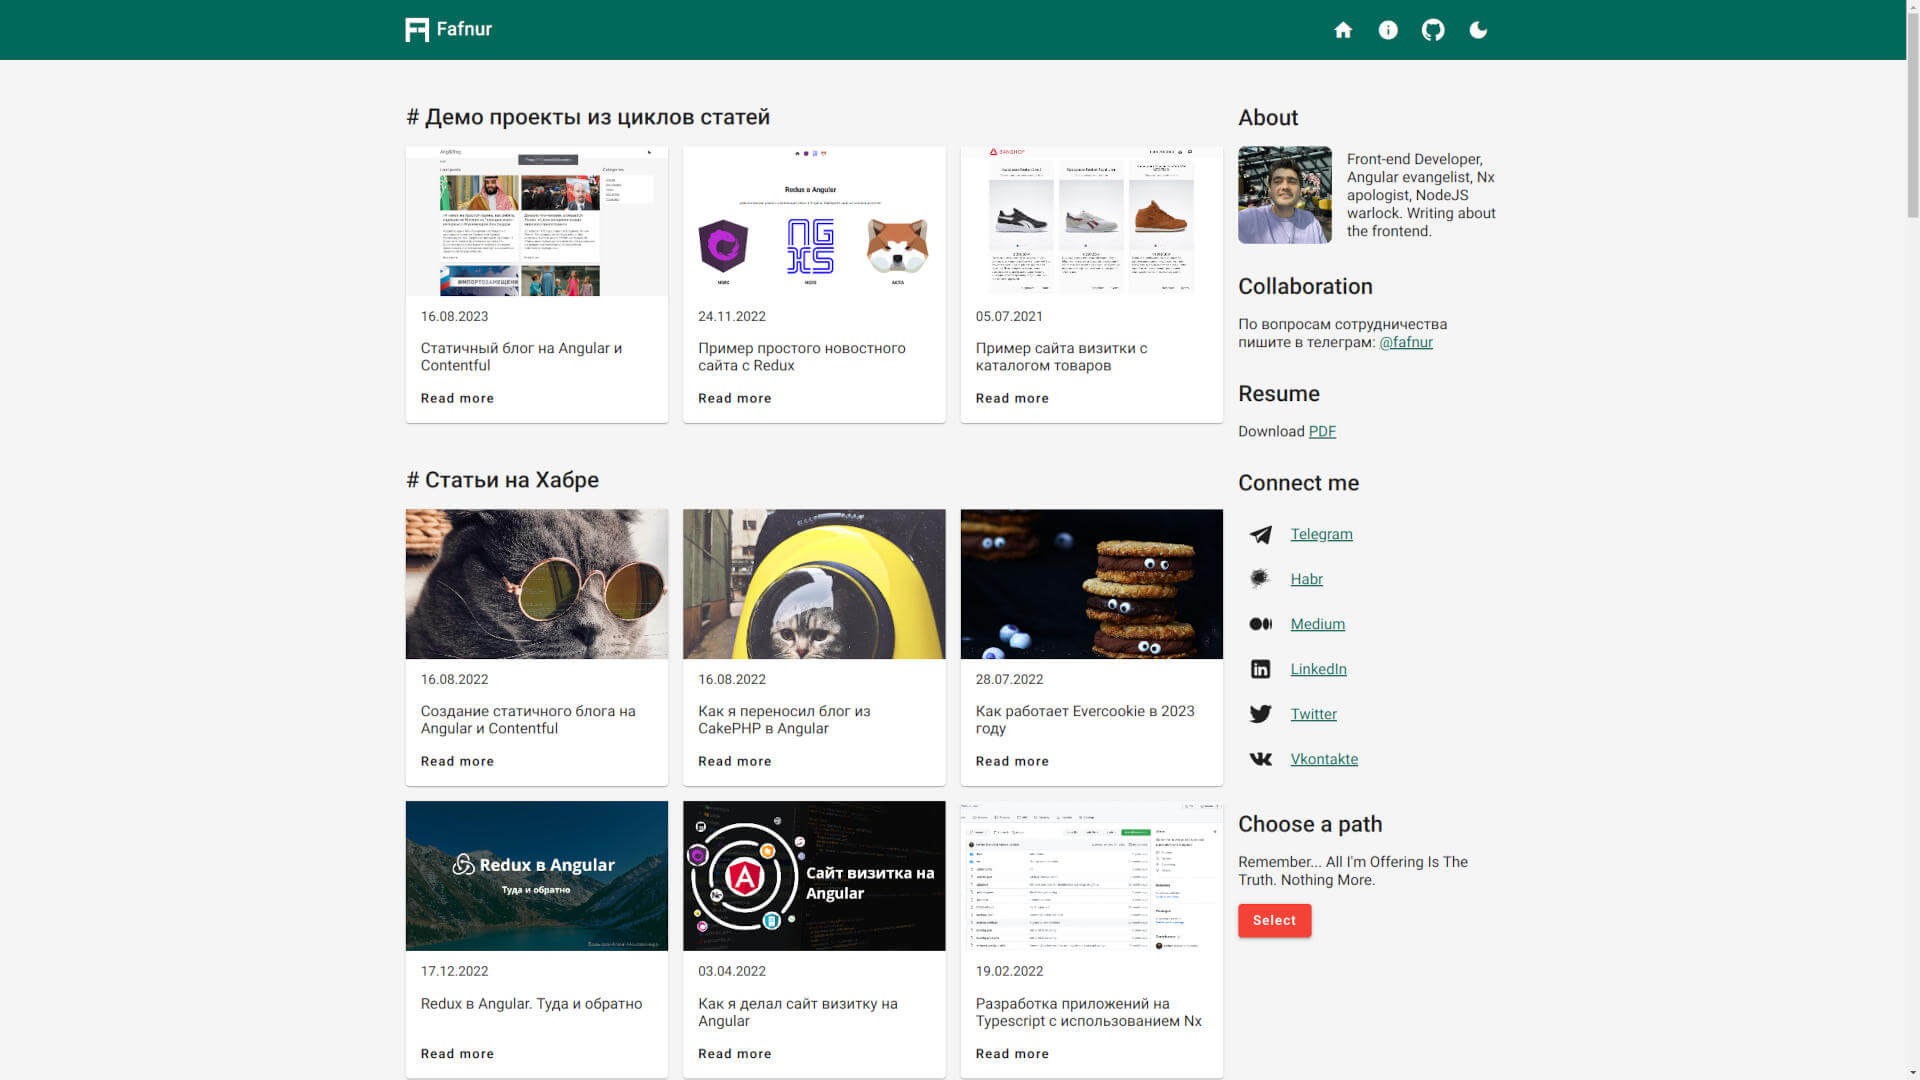 Fafnur
# Демо проекты из циклов статей
Redux в Angular
NGRX
NGXS
АКИТА
16.08.2023
Статичный блог на Angular и
Contentful
Read more
24.11.2022
Пример простого новостного
сайта с Redux
Read more
05.07.2021
Пример сайта визитки с
каталогом товаров
Read more
# Статьи на Хабре
16.08.2022
Создание статичного блога на
Angular и Contentful
Read more
16.08.2022
Как я переносил блог из
CakePHP в Angular
Read more
28.07.2022
Как работает Evercookie в 2023
году
Read more
Redux в Angular
Туда и обратно
17.12.2022
Redux в Angular. Туда и обратно
Read more
Сайт визитка на
Angular
03.04.2022
Как я делал сайт визитку на
Angular
Read more
19.02.2022
Разработка приложений на
Typescript с использованием Nx
Read more
About
Front-end Developer,
Angular evangelist, Nx
apologist, NodeJS
warlock. Writing about
the frontend.
Collaboration
По вопросам сотрудничества
пишите в телеграм: @fafnur
Resume
Download PDF
Connect me
Telegram
Habr
Medium
LinkedIn
Twitter
Vkontakte
Choose a path
Remember... All I'm Offering Is The
Truth. Nothing More.
Select